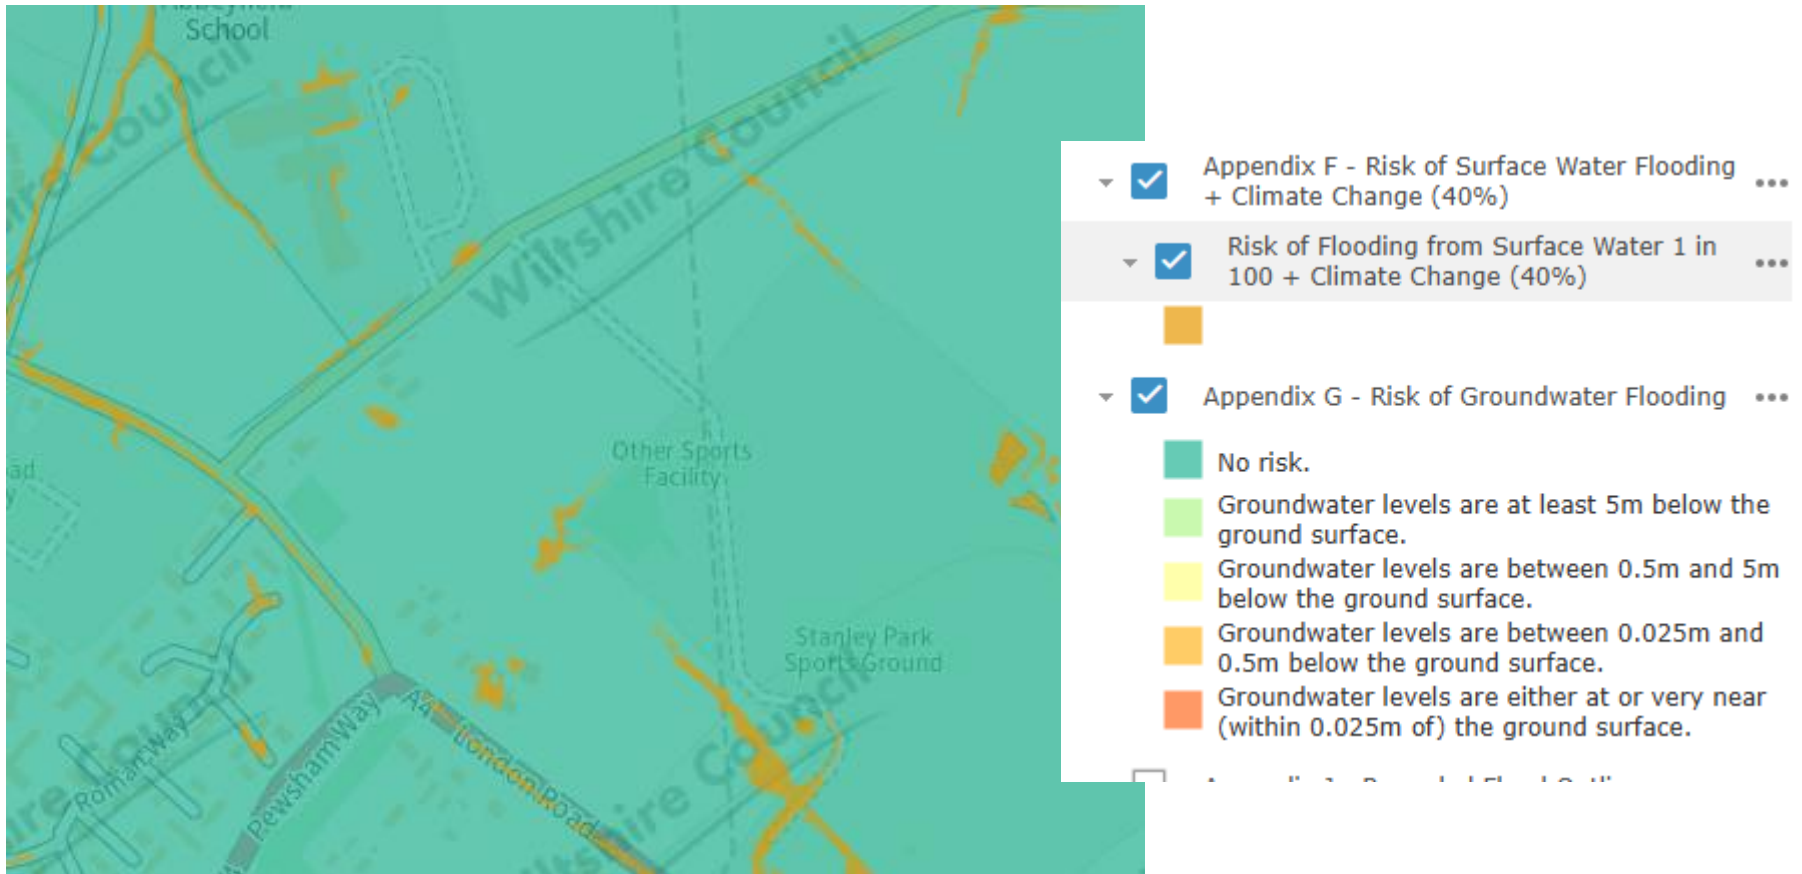 School
Wiltshire Council
Council
Other Sports
Facility
Stanley Park
Sports Ground
Roman Way
Pewsham Way
A4 London Road
Wiltshire Council
Appendix F - Risk of Surface Water Flooding
+ Climate Change (40%)
Risk of Flooding from Surface Water 1 in
100 + Climate Change (40%)
Appendix G - Risk of Groundwater Flooding
No risk.
Groundwater levels are at least 5m below the
ground surface.
Groundwater levels are between 0.5m and 5m
below the ground surface.
Groundwater levels are between 0.025m and
0.5m below the ground surface.
Groundwater levels are either at or very near
(within 0.025m of) the ground surface.